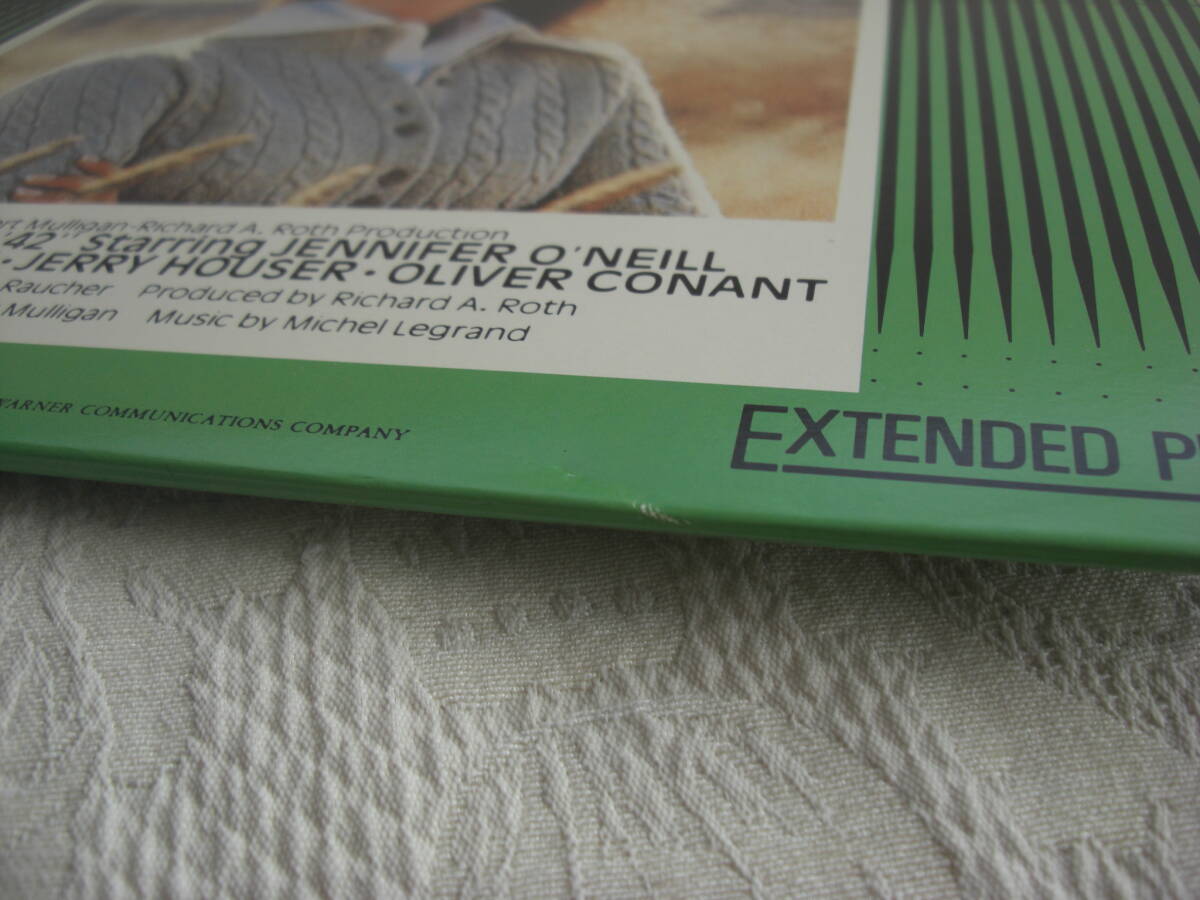 Mulligan-Richard A. Roth Production
'42" Starring JENNIFER O'NEILL
· JERRY HOUSER · OLIVER CONANT
Raucher Produced by Richard A. Roth
Mulligan Music by Michel Legrand
WARNER COMMUNICATIONS COMPANY
EXTENDED